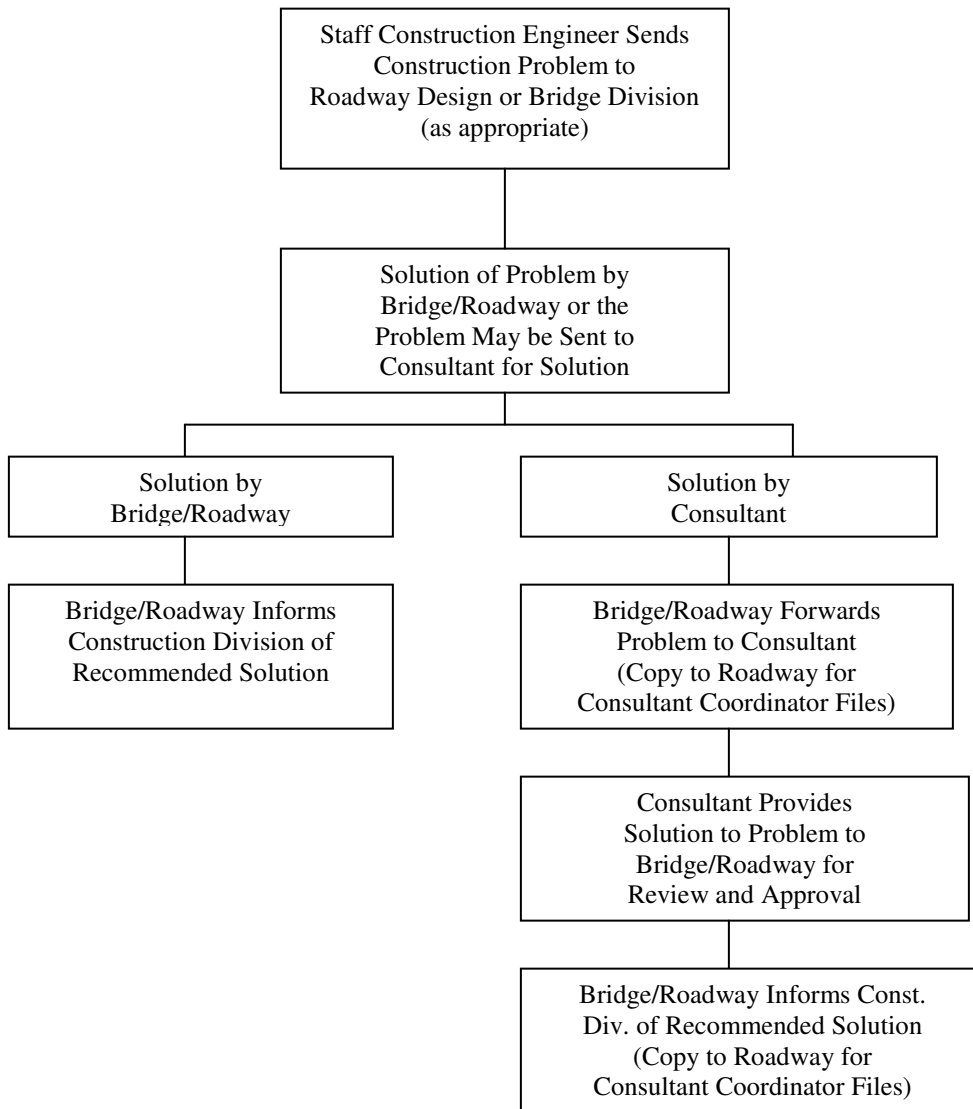 Staff Construction Engineer Sends
Construction Problem to
Roadway Design or Bridge Division
(as appropriate)
Solution of Problem by
Bridge/Roadway or the
Problem May be Sent to
Consultant for Solution
Solution by
Bridge/Roadway
Solution by
Consultant
Bridge/Roadway Informs
Construction Division of
Recommended Solution
Bridge/Roadway Forwards
Problem to Consultant
(Copy to Roadway for
Consultant Coordinator Files)
Consultant Provides
Solution to Problem to
Bridge/Roadway for
Review and Approval
Bridge/Roadway Informs Const.
Div. of Recommended Solution
(Copy to Roadway for
Consultant Coordinator Files)